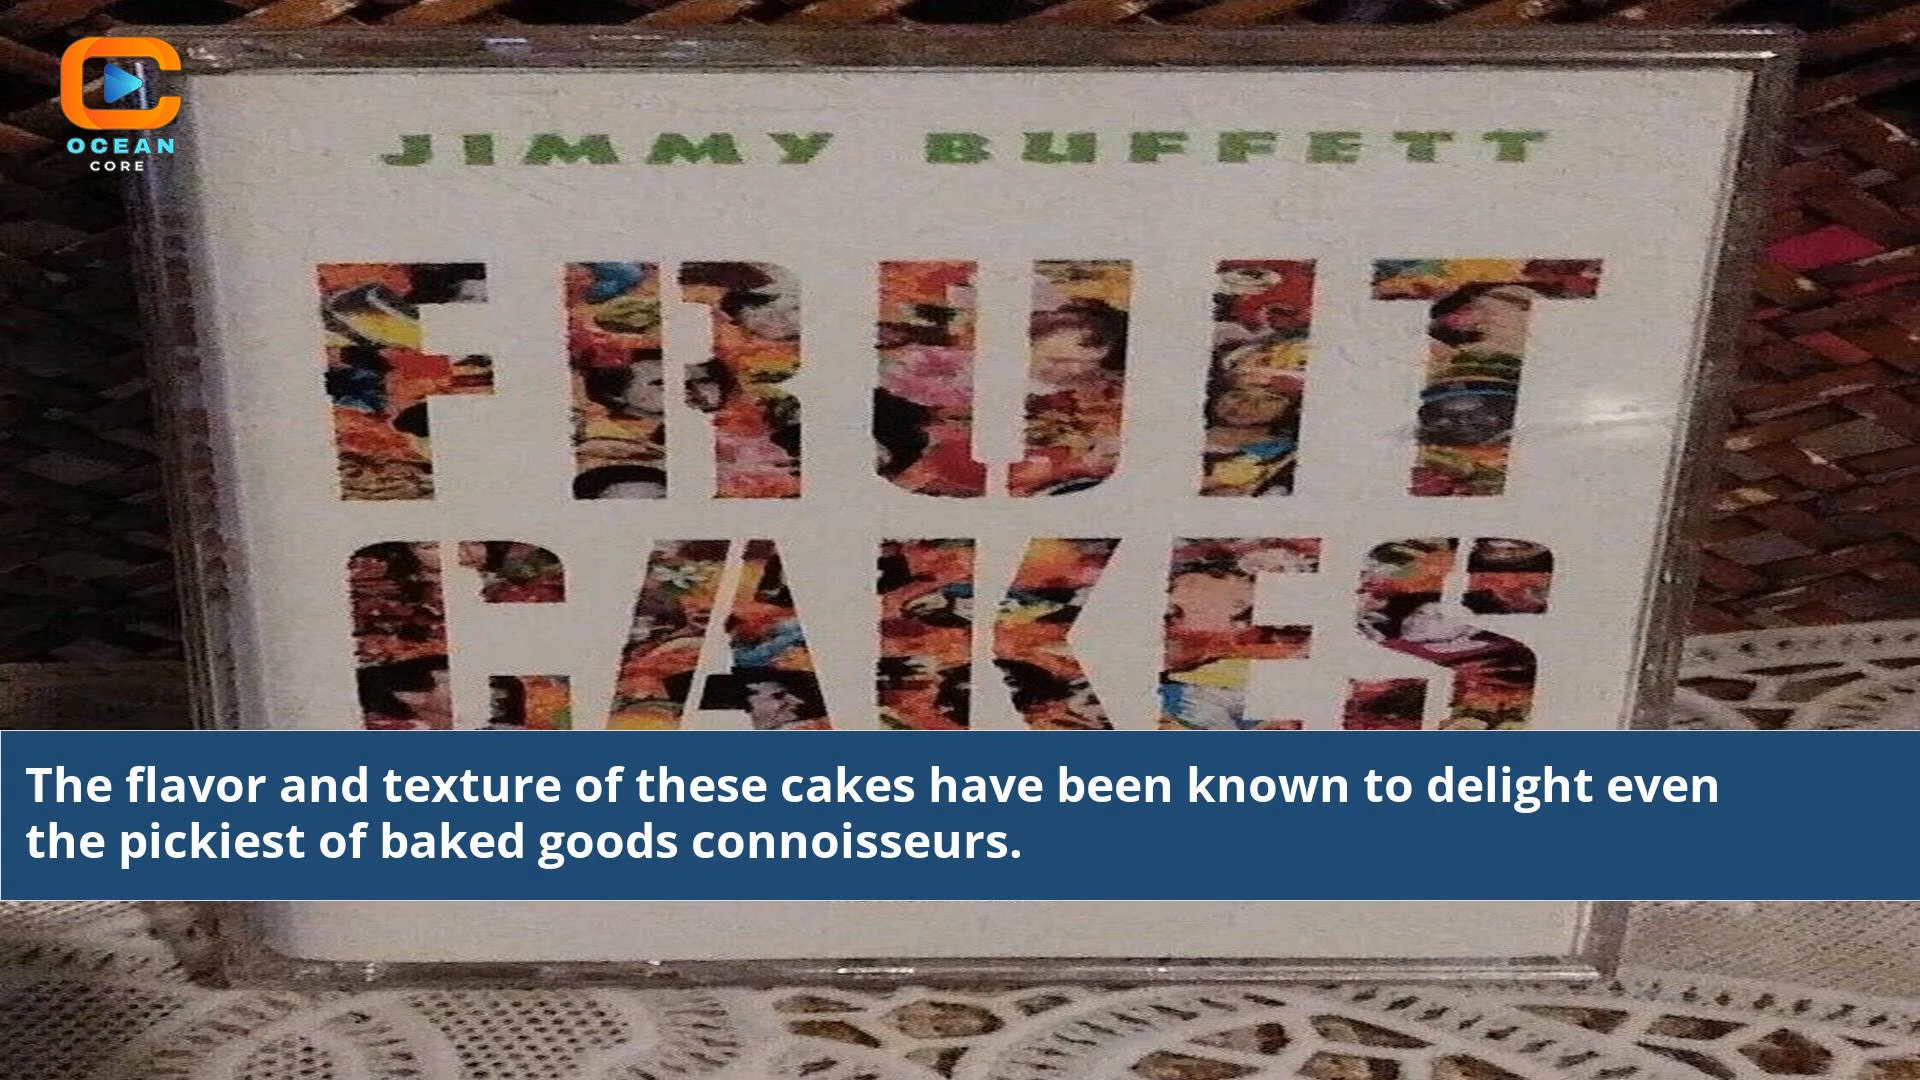 OCEAN
CORE
JIMMY BUFFETT
FRUIT
CAKES
The flavor and texture of these cakes have been known to delight even
the pickiest of baked goods connoisseurs.